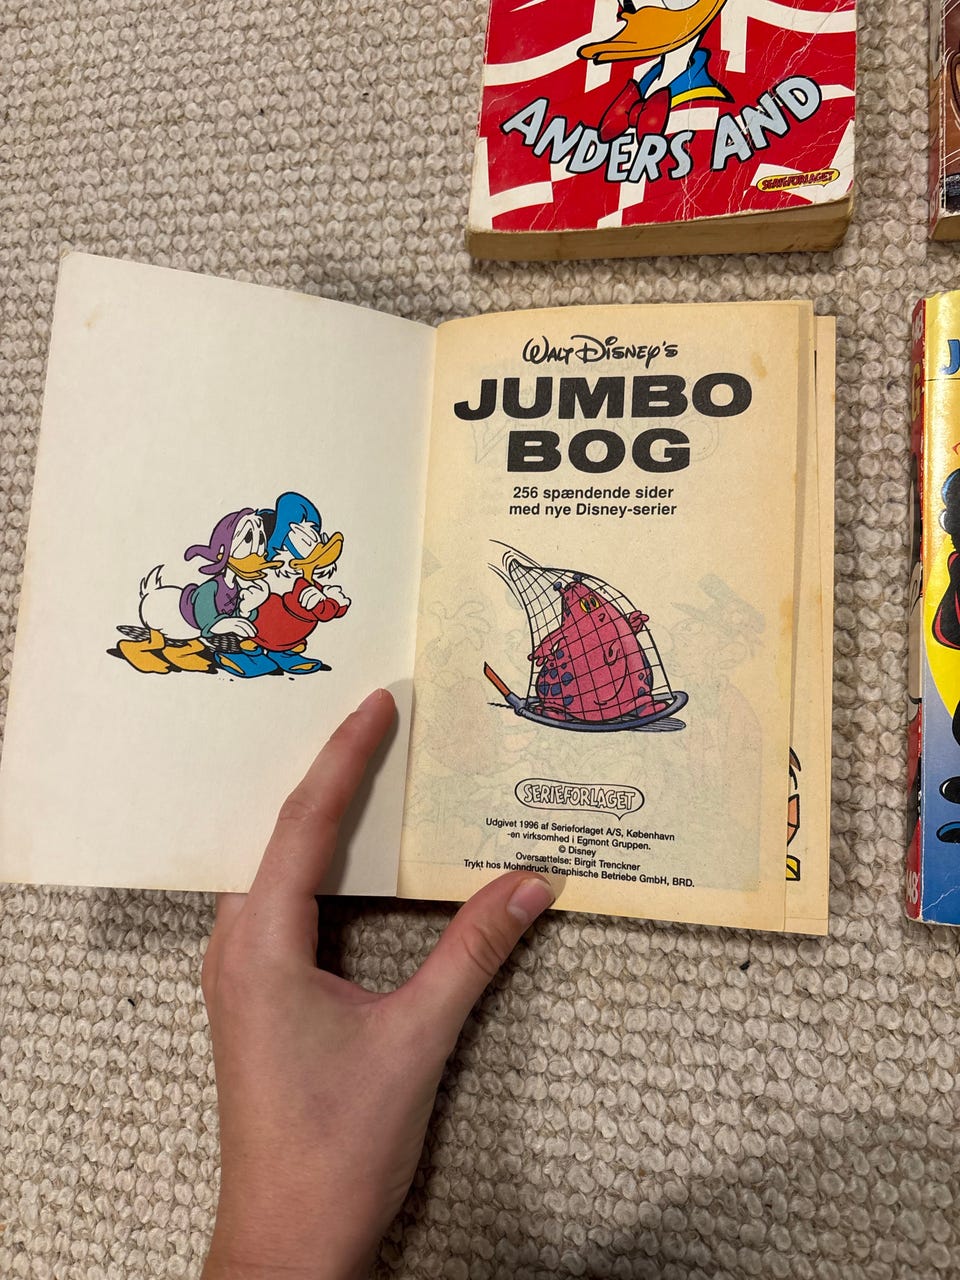 ANDERS AND
SERIEFORLAGET
WALT DISNEY'S
JUMBO
BOG
256 spændende sider
med nye Disney-serier
SERIEFORLAGET
Udgivet 1996 af Serieforlaget A/S, København
-en virksomhed i Egmont Gruppen.
© Disney
Oversættelse: Birgit Trenckner
Trykt hos Mohndruck Graphische Betriebe GmbH, BRD.
J